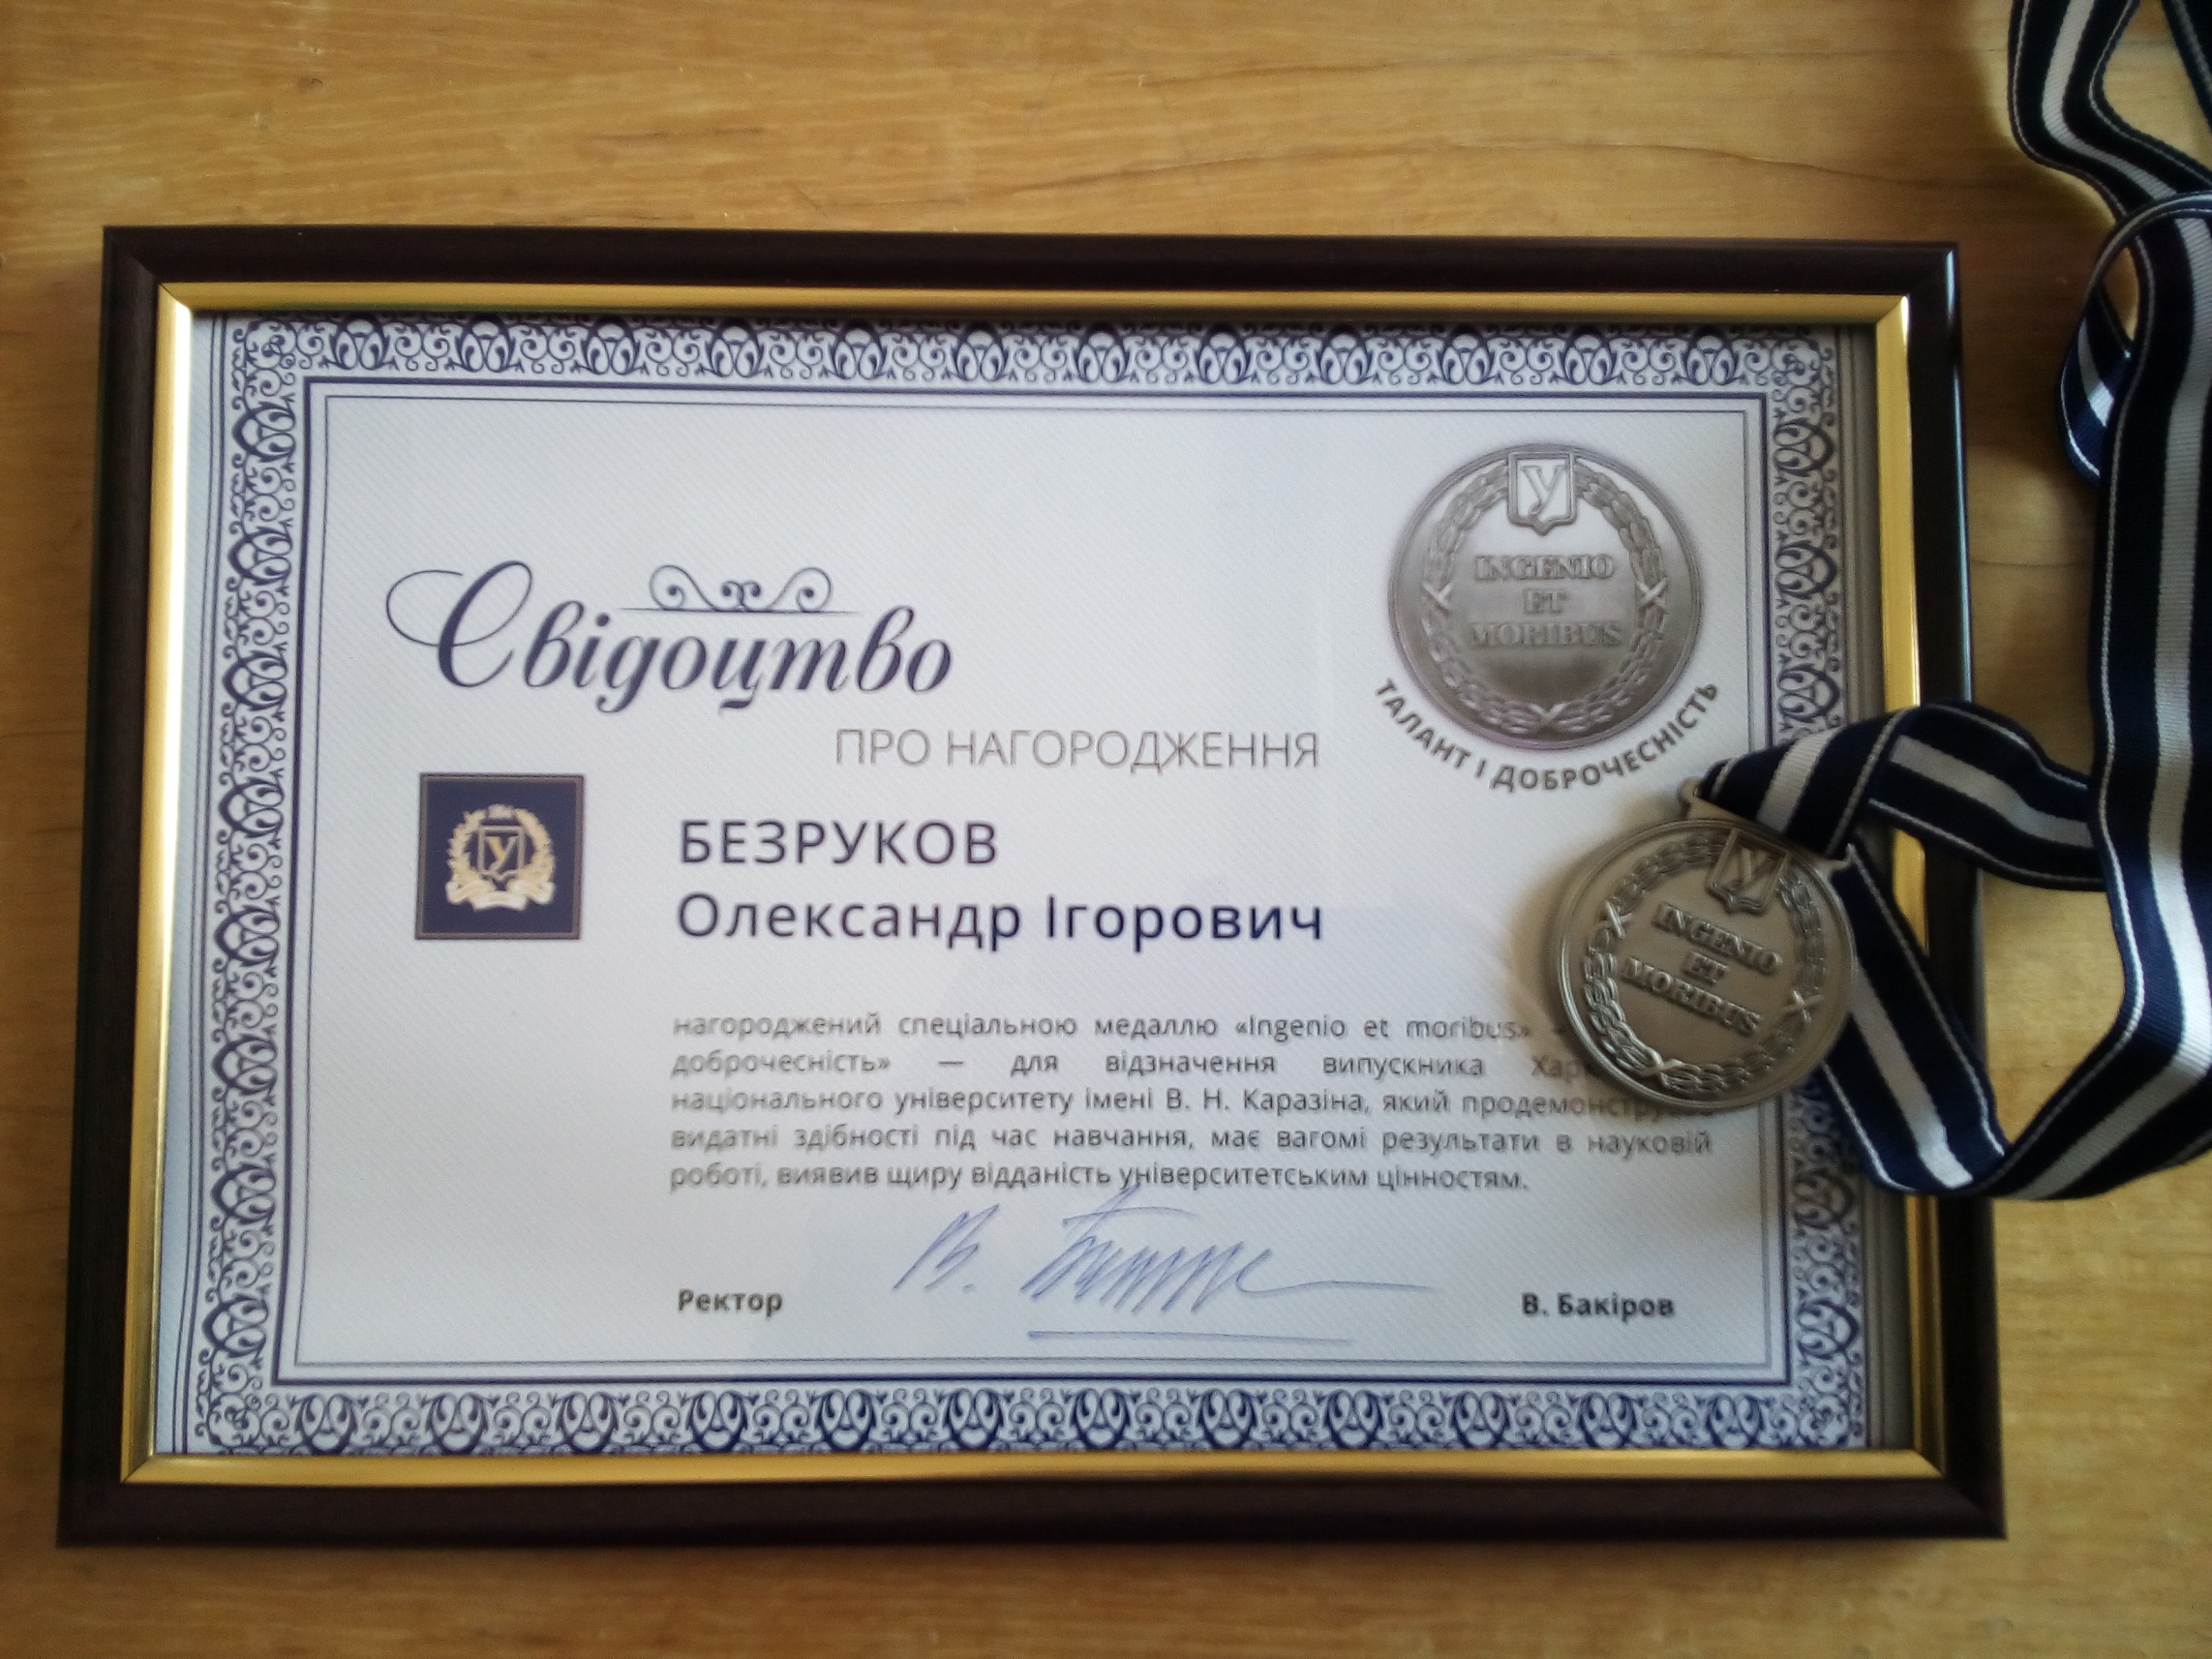 Свідоцтво
ПРО НАГОРОДЖЕННЯ
У
INGENIO
ET
MORIBUS
ТАЛАНТ І ДОБРОЧЕСНІСТЬ
У
БЕЗРУКОВ
Олександр Ігорович
У
INGENIO
ET
MORIBUS
нагороджений спеціальною медаллю «Ingenio et moribus»
доброчесність» — для відзначення випускника
національного університету імені В. Н. Каразіна, який
видатні здібності під час навчання, має вагомі результати в науковій
роботі, виявив щиру відданість університетським цінностям.
Ректор
В. Бакіров